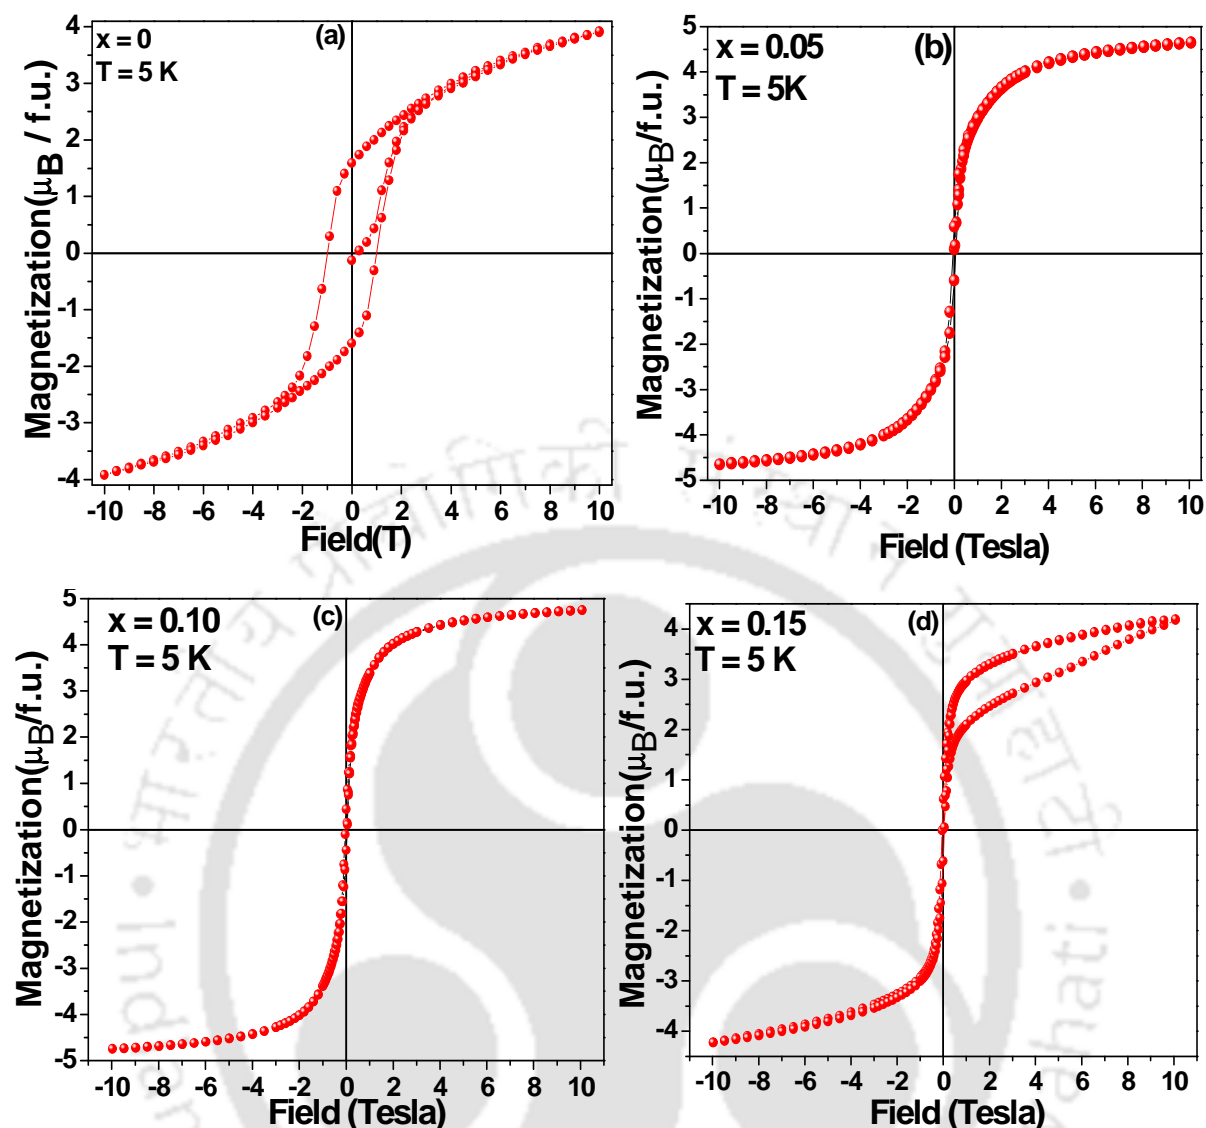 x = 0
T = 5 K
(a)
Magnetization(μB / f.u.)
4
3
2
1
0
-1
-2
-3
-4
-10 -8 -6 -4 -2 0 2 4 6 8 10
Field(T)
x = 0.05
T = 5K
(b)
Magnetization(μB/f.u.)
5
4
3
2
1
0
-1
-2
-3
-4
-5
-10 -8 -6 -4 -2 0 2 4 6 8 10
Field (Tesla)
x = 0.10
T = 5 K
(c)
Magnetization(μB/f.u.)
5
4
3
2
1
0
-1
-2
-3
-4
-5
-10 -8 -6 -4 -2 0 2 4 6 8 10
Field (Tesla)
x = 0.15
T = 5 K
(d)
Magnetization(μB/f.u.)
4
3
2
1
0
-1
-2
-3
-4
-10 -8 -6 -4 -2 0 2 4 6 8 10
Field (Tesla)